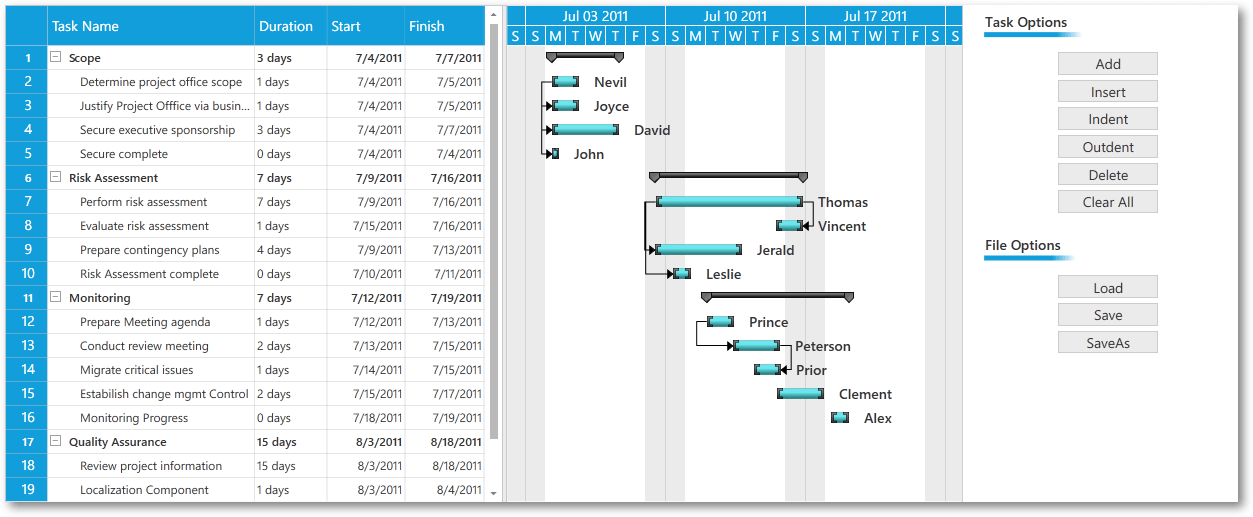 Task Name Duration Start Finish
Jul 03 2011 Jul 10 2011 Jul 17 2011
S S M T W T F S S M T W T F S S M T W T F S S
1 Scope 3 days 7/4/2011 7/7/2011
2 Determine project office scope 1 days 7/4/2011 7/5/2011 Nevil
3 Justify Project Offfice via busin... 1 days 7/4/2011 7/5/2011 Joyce
4 Secure executive sponsorship 3 days 7/4/2011 7/7/2011 David
5 Secure complete 0 days 7/4/2011 7/4/2011 John
6 Risk Assessment 7 days 7/9/2011 7/16/2011
7 Perform risk assessment 7 days 7/9/2011 7/16/2011 Thomas
8 Evaluate risk assessment 1 days 7/15/2011 7/16/2011 Vincent
9 Prepare contingency plans 4 days 7/9/2011 7/13/2011 Jerald
10 Risk Assessment complete 0 days 7/10/2011 7/11/2011 Leslie
11 Monitoring 7 days 7/12/2011 7/19/2011
12 Prepare Meeting agenda 1 days 7/12/2011 7/13/2011 Prince
13 Conduct review meeting 2 days 7/13/2011 7/15/2011 Peterson
14 Migrate critical issues 1 days 7/14/2011 7/15/2011 Prior
15 Estabilish change mgmt Control 2 days 7/15/2011 7/17/2011 Clement
16 Monitoring Progress 0 days 7/18/2011 7/19/2011 Alex
17 Quality Assurance 15 days 8/3/2011 8/18/2011
18 Review project information 15 days 8/3/2011 8/18/2011
19 Localization Component 1 days 8/3/2011 8/4/2011
Task Options
Add
Insert
Indent
Outdent
Delete
Clear All
File Options
Load
Save
SaveAs